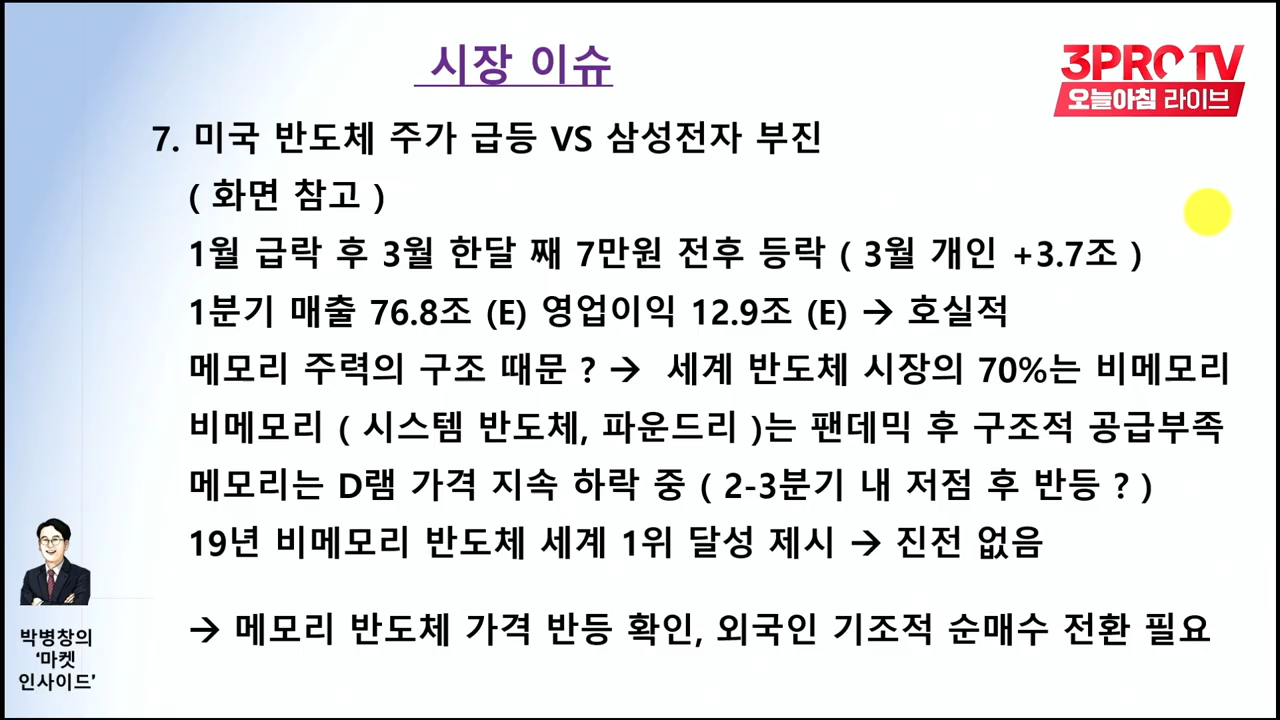 시장 이슈
3PRO TV
오늘아침 라이브
7. 미국 반도체 주가 급등 VS 삼성전자 부진
( 화면 참고 )
1월 급락 후 3월 한달 째 7만원 전후 등락 ( 3월 개인 +3.7조 )
1분기 매출 76.8조 (E) 영업이익 12.9조 (E) → 호실적
메모리 주력의 구조 때문 ? → 세계 반도체 시장의 70%는 비메모리
비메모리 ( 시스템 반도체, 파운드리 )는 팬데믹 후 구조적 공급부족
메모리는 D램 가격 지속 하락 중 ( 2-3분기 내 저점 후 반등 ? )
19년 비메모리 반도체 세계 1위 달성 제시 → 진전 없음
→ 메모리 반도체 가격 반등 확인, 외국인 기조적 순매수 전환 필요
박병창의
‘마켓
인사이드’